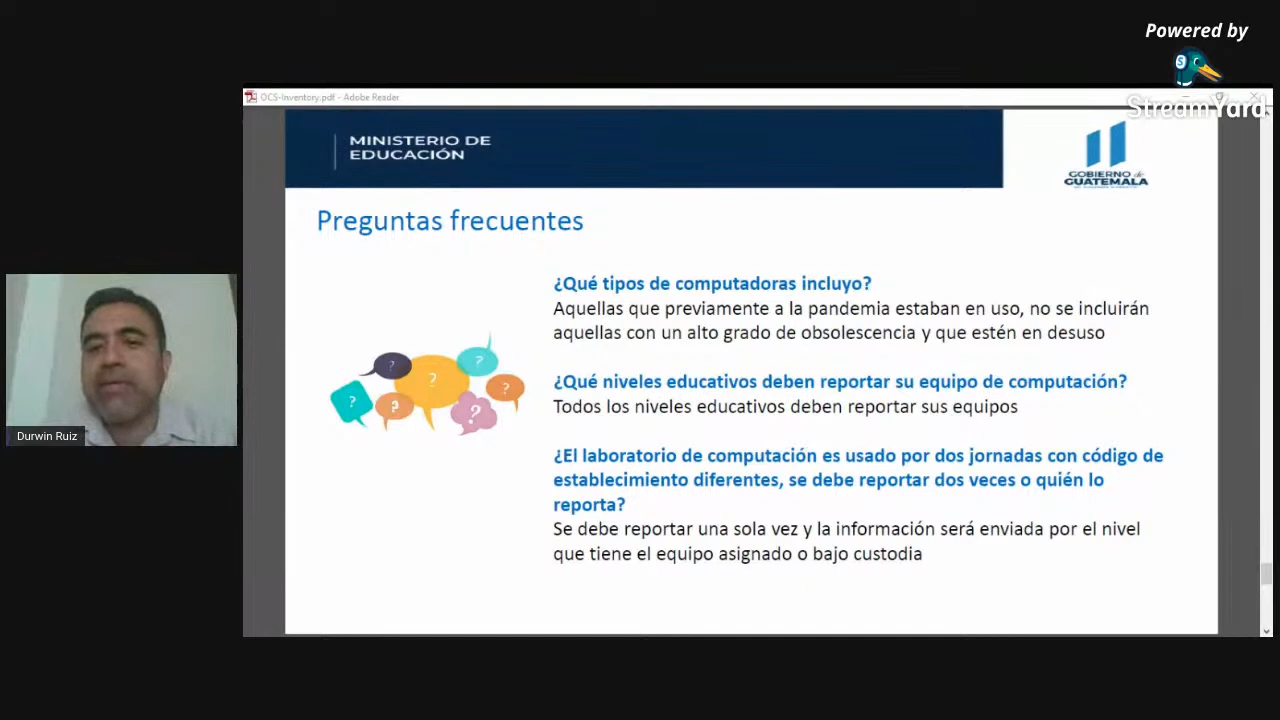 Powered by
StreamYard
OCS-Inventory.pdf - Adobe Reader
MINISTERIO DE
EDUCACIÓN
GOBIERNO de
GUATEMALA
Preguntas frecuentes
¿Qué tipos de computadoras incluyo?
Aquellas que previamente a la pandemia estaban en uso, no se incluirán
aquellas con un alto grado de obsolescencia y que estén en desuso
¿Qué niveles educativos deben reportar su equipo de computación?
Todos los niveles educativos deben reportar sus equipos
¿El laboratorio de computación es usado por dos jornadas con código de
establecimiento diferentes, se debe reportar dos veces o quién lo
reporta?
Se debe reportar una sola vez y la información será enviada por el nivel
que tiene el equipo asignado o bajo custodia
? ? ? ? ? ? ?
Durwin Ruiz